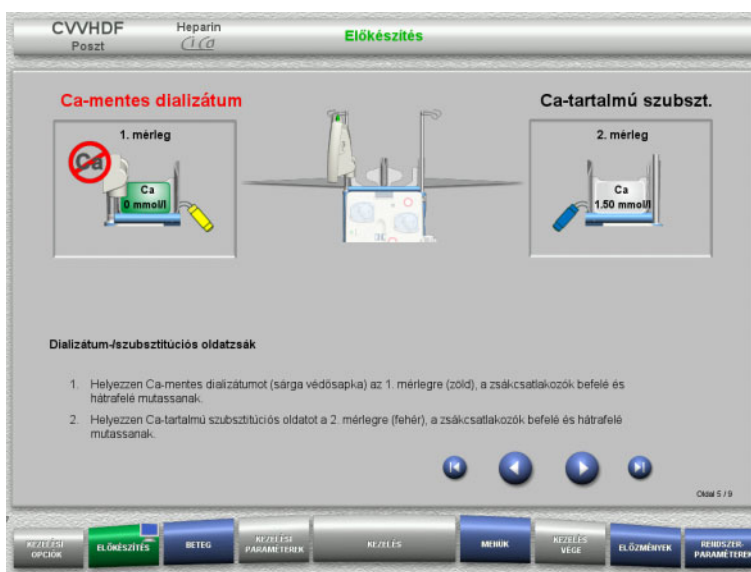 CVVHDF
Poszt
Heparin
CiCa
Előkészítés
Ca-mentes dializátum
Ca-tartalmú szubszt.
1. mérleg
Ca
Ca
0 mmol/l
2. mérleg
Ca
1.50 mmol/l
Dializátum-/szubsztitúciós oldatzsák
1. Helyezzen Ca-mentes dializátumot (sárga védősapka) az 1. mérlegre (zöld), a zsákcsatlakozók befelé és
hátrafelé mutassanak.
2. Helyezzen Ca-tartalmú szubsztitúciós oldatot a 2. mérlegre (fehér), a zsákcsatlakozók befelé és hátrafelé
mutassanak.
Oldal 5 / 9
KEZELÉSI
OPCIÓK
ELŐKÉSZÍTÉS
BETEG
KEZELÉSI
PARAMÉTEREK
KEZELÉS
MENÜK
KEZELÉS
VÉGE
ELŐZMÉNYEK
RENDSZER-
PARAMÉTEREK